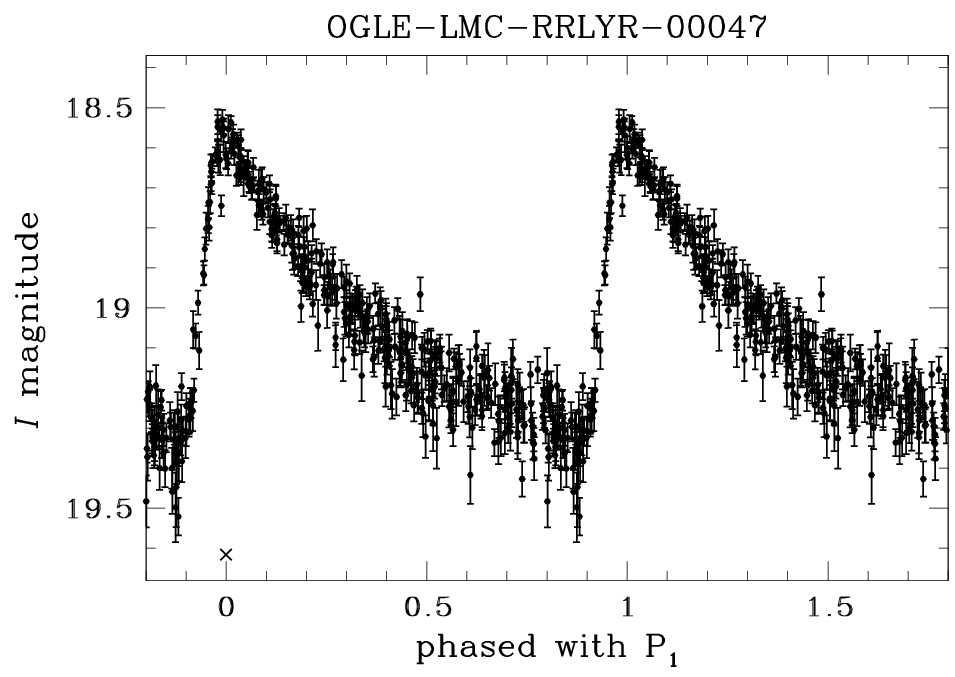 OGLE-LMC-RRLYR-00047
18.5
19
19.5
I magnitude
0 0.5 1 1.5
phased with P₁